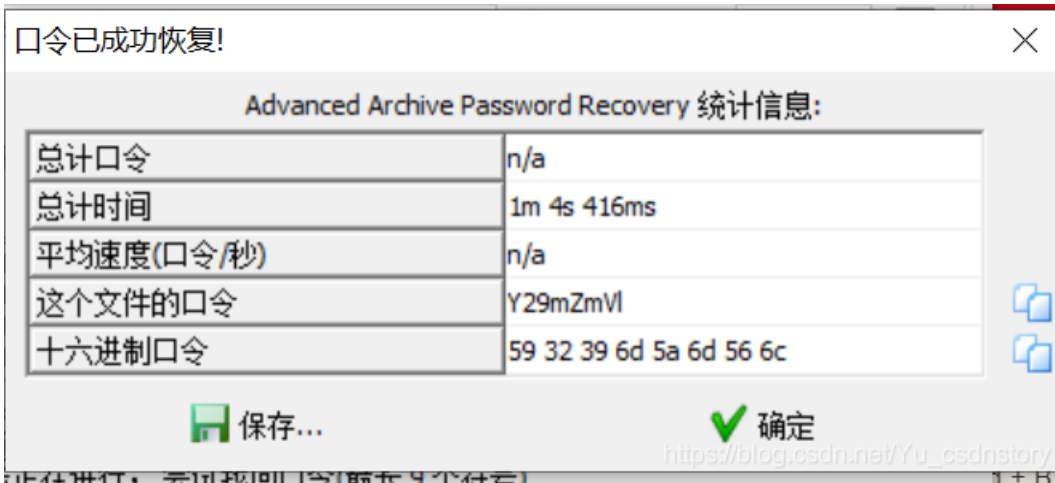 口令已成功恢复!
Advanced Archive Password Recovery 统计信息:
总计口令 n/a
总计时间 1m 4s 416ms
平均速度(口令/秒) n/a
这个文件的口令 Y29mZmVl
十六进制口令 59 32 39 6d 5a 6d 56 6c
保存... 确定
https://blog.csdn.net/Yu_csdnstory